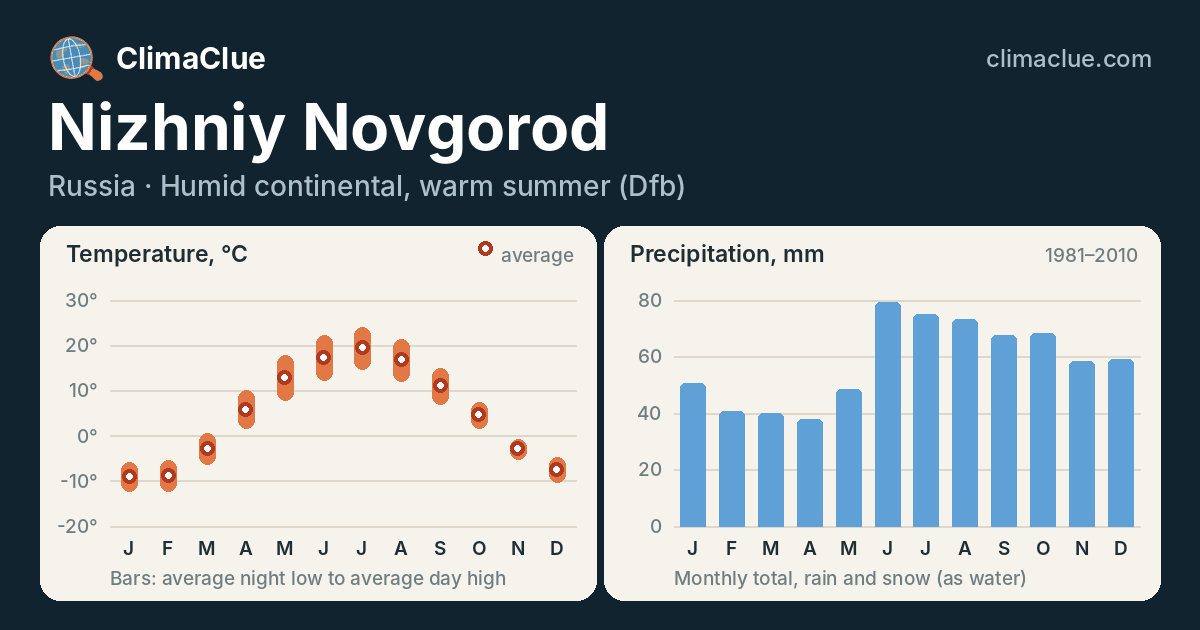 ClimaClue
climaclue.com
Nizhniy Novgorod
Russia · Humid continental, warm summer (Dfb)
Temperature, °C
average
30°
20°
10°
0°
-10°
-20°
J F M A M J J A S O N D
Bars: average night low to average day high
Precipitation, mm
1981–2010
80
60
40
20
0
J F M A M J J A S O N D
Monthly total, rain and snow (as water)